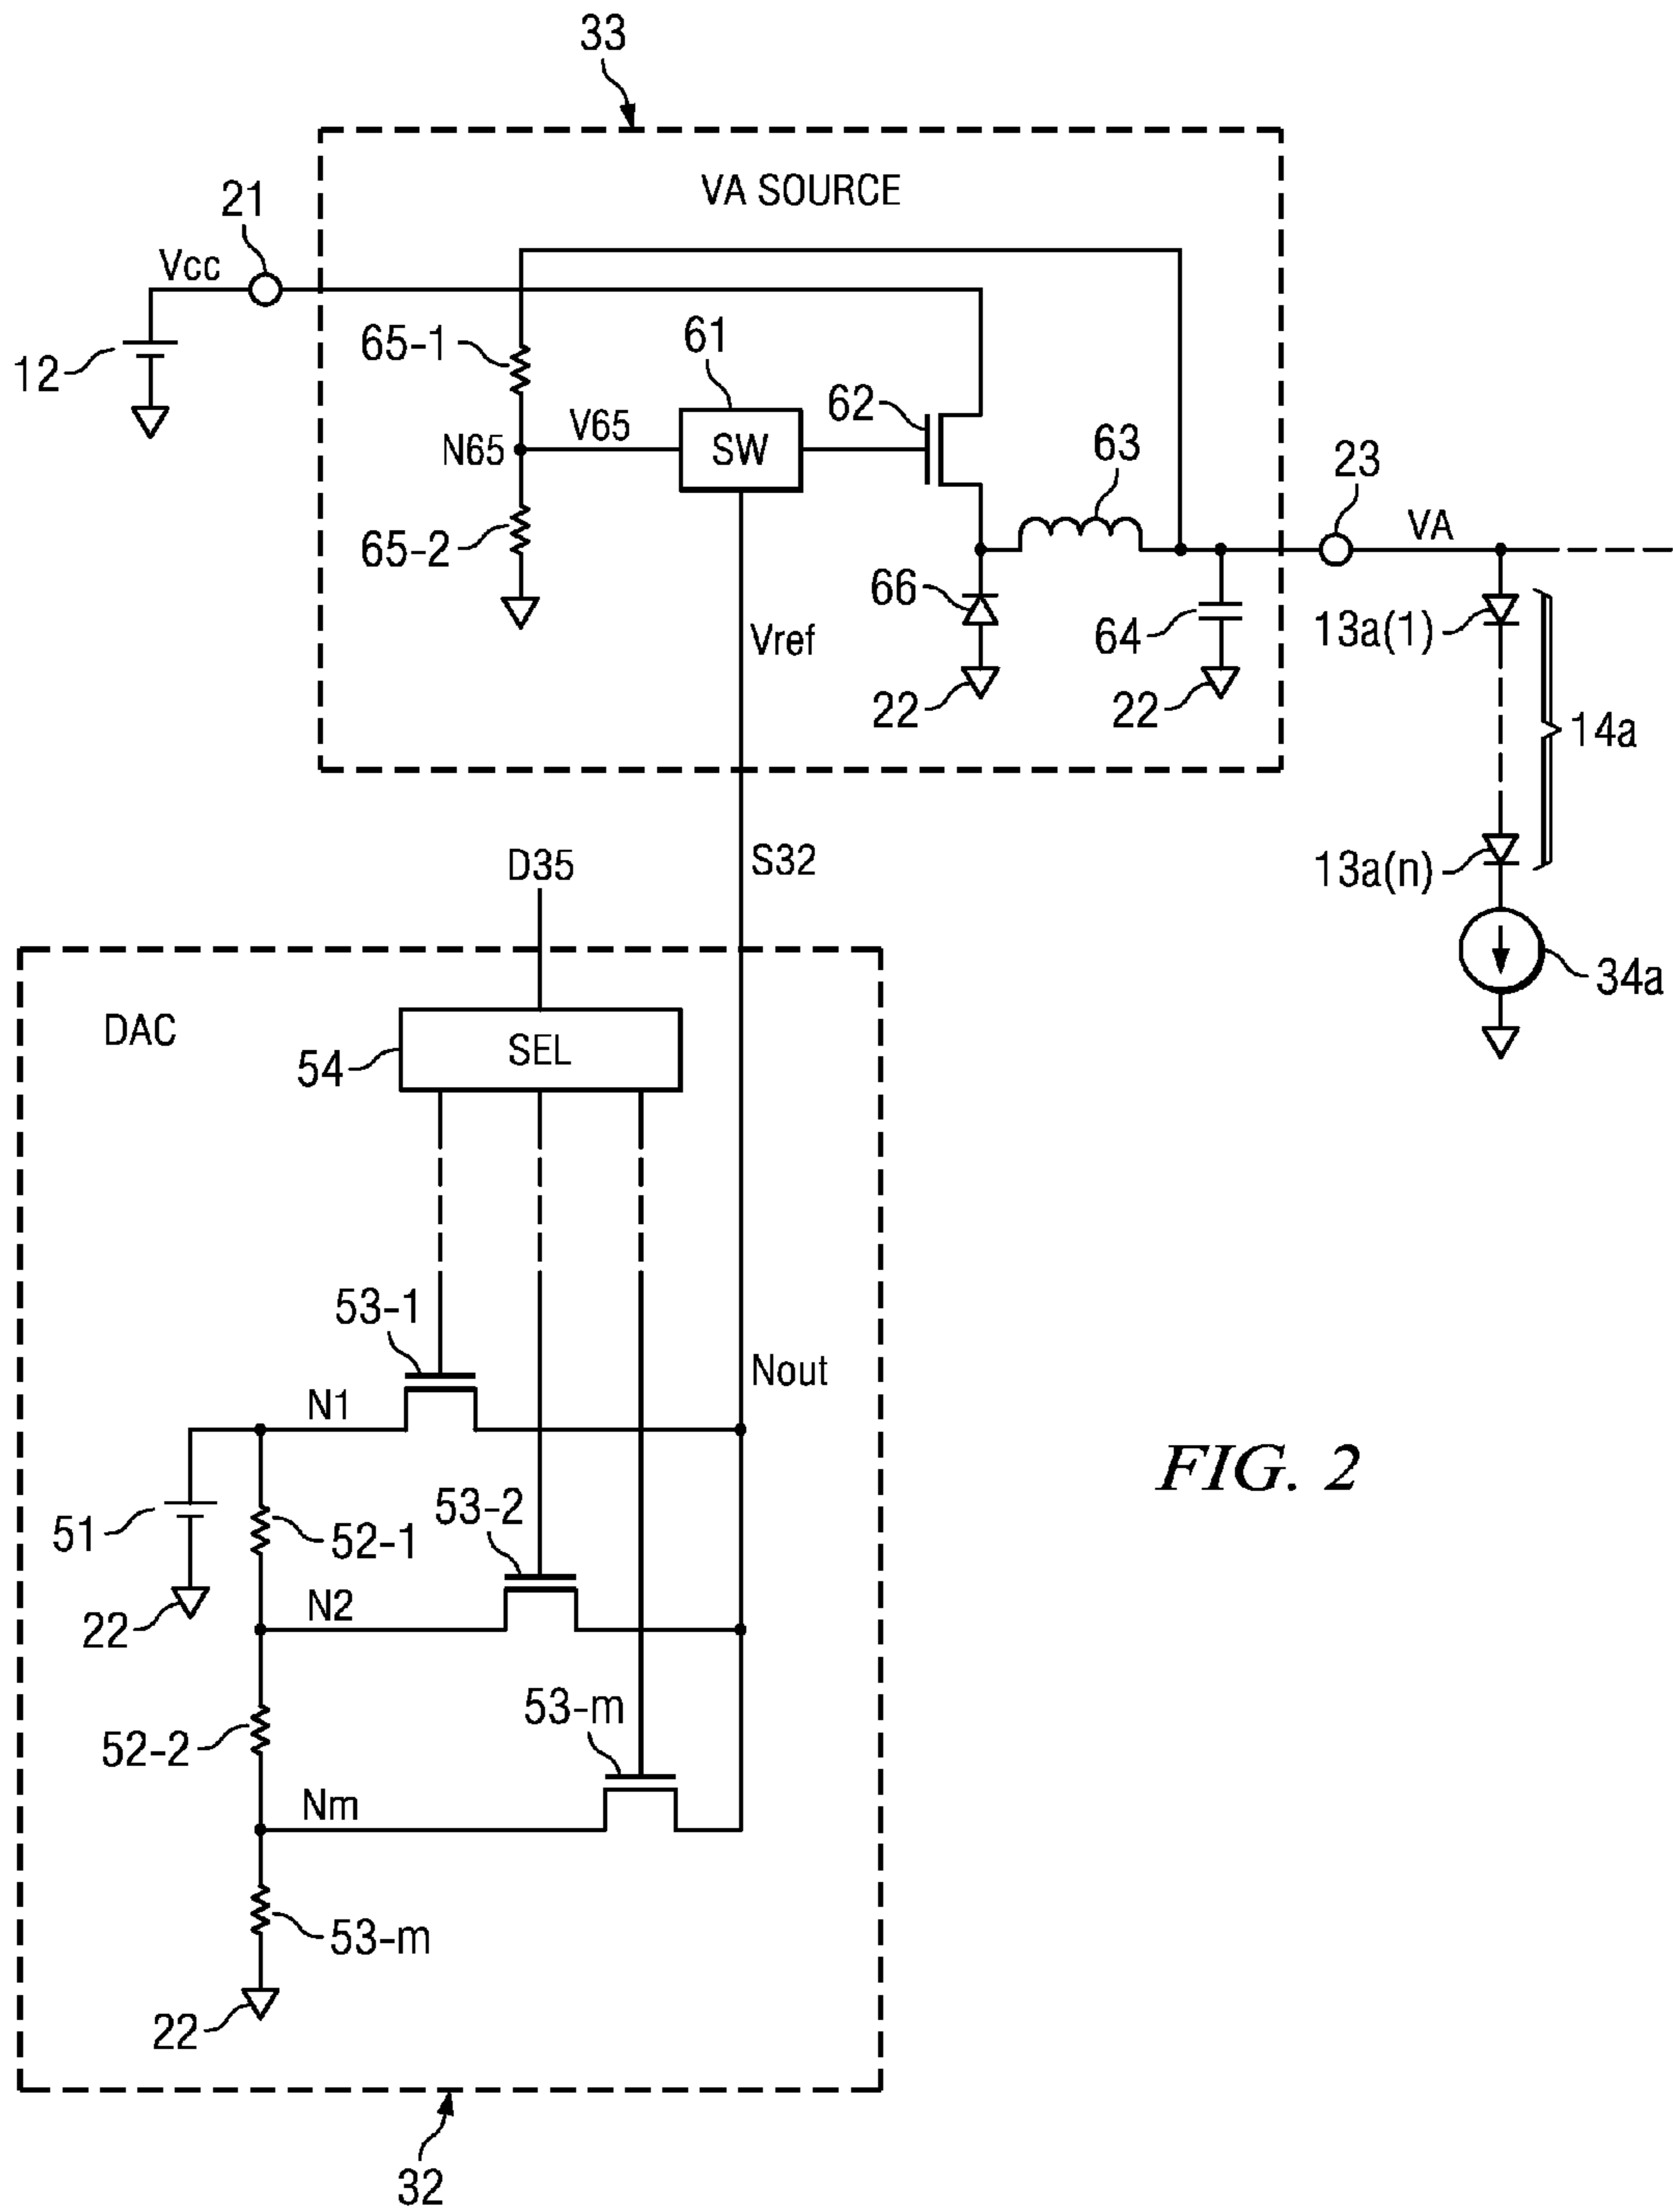 33
VA SOURCE
21
Vcc
12
65-1
61
62
V65
SW
N65
63
23
VA
65-2
66
64
13a(1)
Vref
22
22
14a
D35
S32
13a(n)
34a
DAC
SEL
54
53-1
Nout
N1
51
52-1
53-2
FIG. 2
N2
22
53-m
52-2
Nm
53-m
22
32